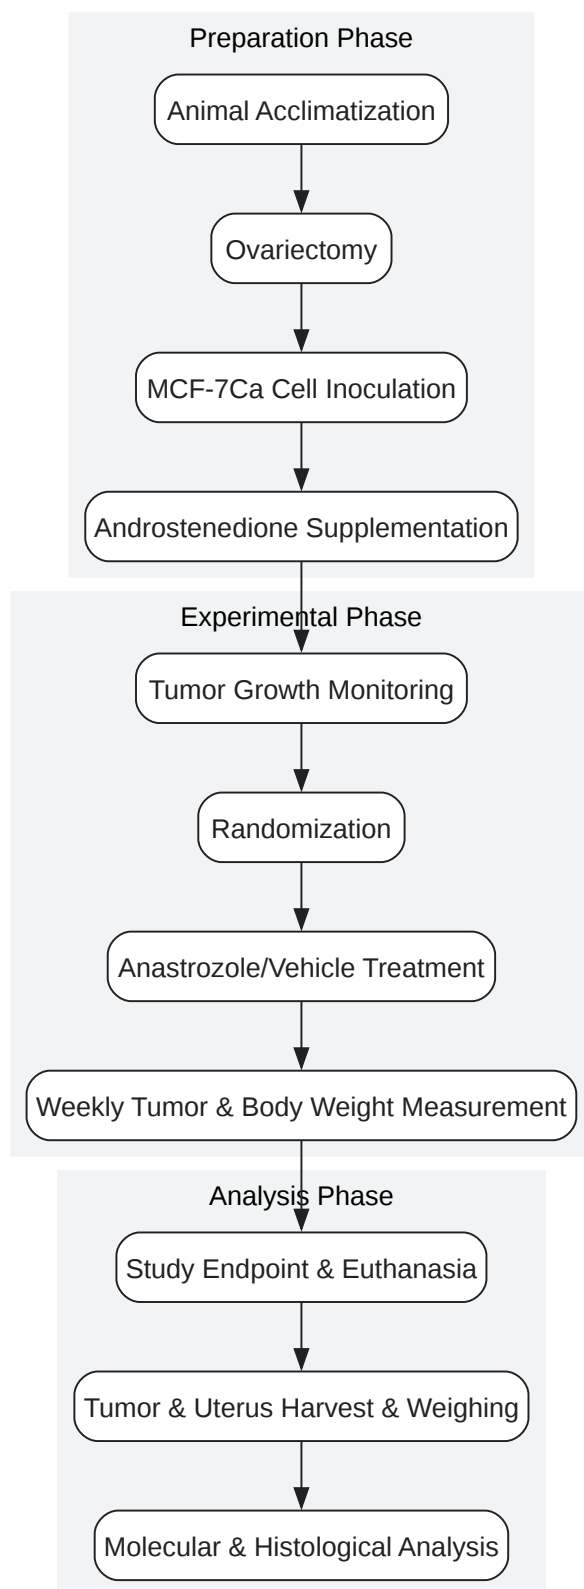 Preparation Phase
Animal Acclimatization
Ovariectomy
MCF-7Ca Cell Inoculation
Androstenedione Supplementation
Experimental Phase
Tumor Growth Monitoring
Randomization
Anastrozole/Vehicle Treatment
Weekly Tumor & Body Weight Measurement
Analysis Phase
Study Endpoint & Euthanasia
Tumor & Uterus Harvest & Weighing
Molecular & Histological Analysis